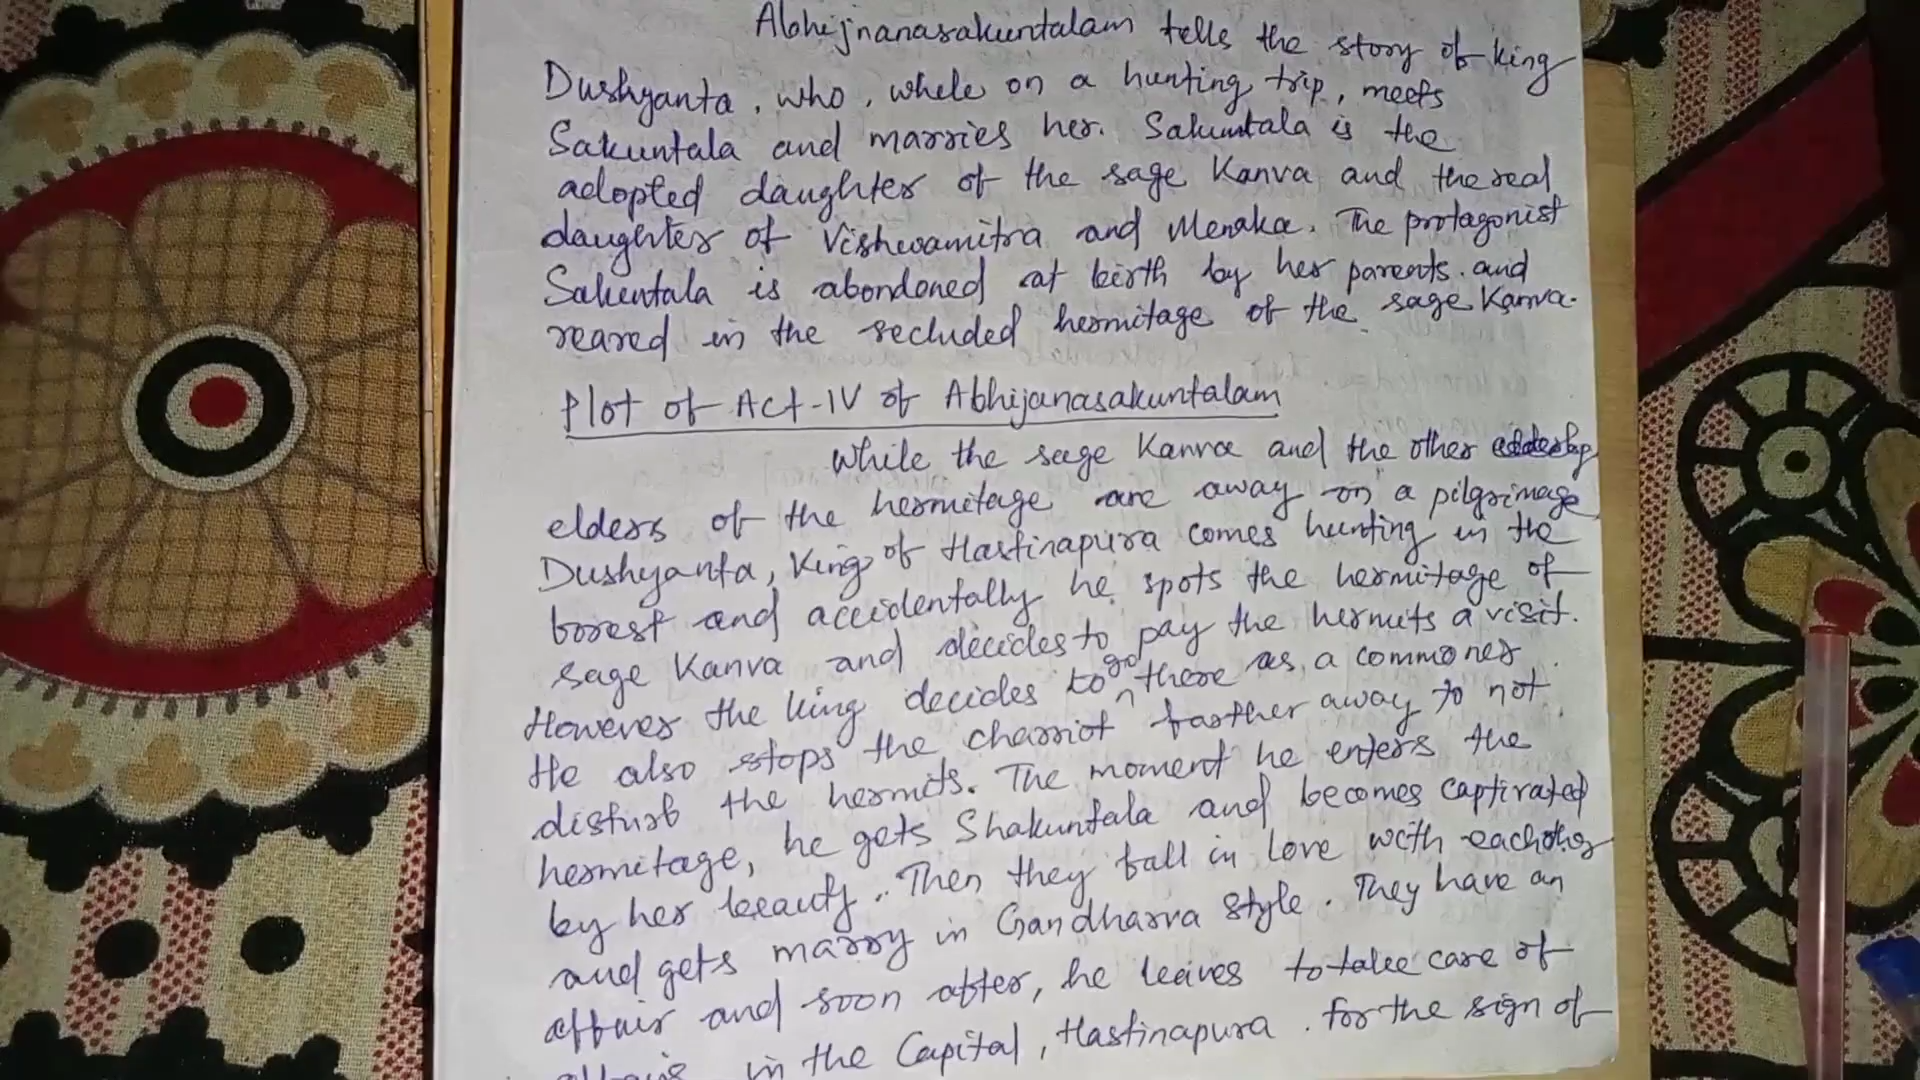 Abhijnanasakuntalam tells the story of king
Dushyanta, who, while on a hunting trip, meets
Sakuntala and marries her. Sakuntala is the
adopted daughter of the sage Kanva and the real
daughter of Vishwamitra and Menaka. The protagonist
Sakuntala is abondoned at birth by her parents. and
reared in the secluded hermitage of the sage Kanva.
Plot of Act-IV of Abhijanasakuntalam
While the sage Kanva and the other
elders of the hermitage are away on a pilgrimage
Dushyanta, King of Hastinapura comes hunting in the
forest and accidentally he spots the hermitage of
sage Kanva and decides to pay the hermits a visit.
However the king decides to go there as a commoner.
He also stops the charriot farther away to not
disturb the hermits. The moment he enters the
hermitage, he gets Shakuntala and becomes captivated
by her beauty. Then they fall in love with eachother
and gets marry in Gandharva style. They have an
affair and soon after, he leaves to take care of
affairs in the Capital, Hastinapura. for the sign of